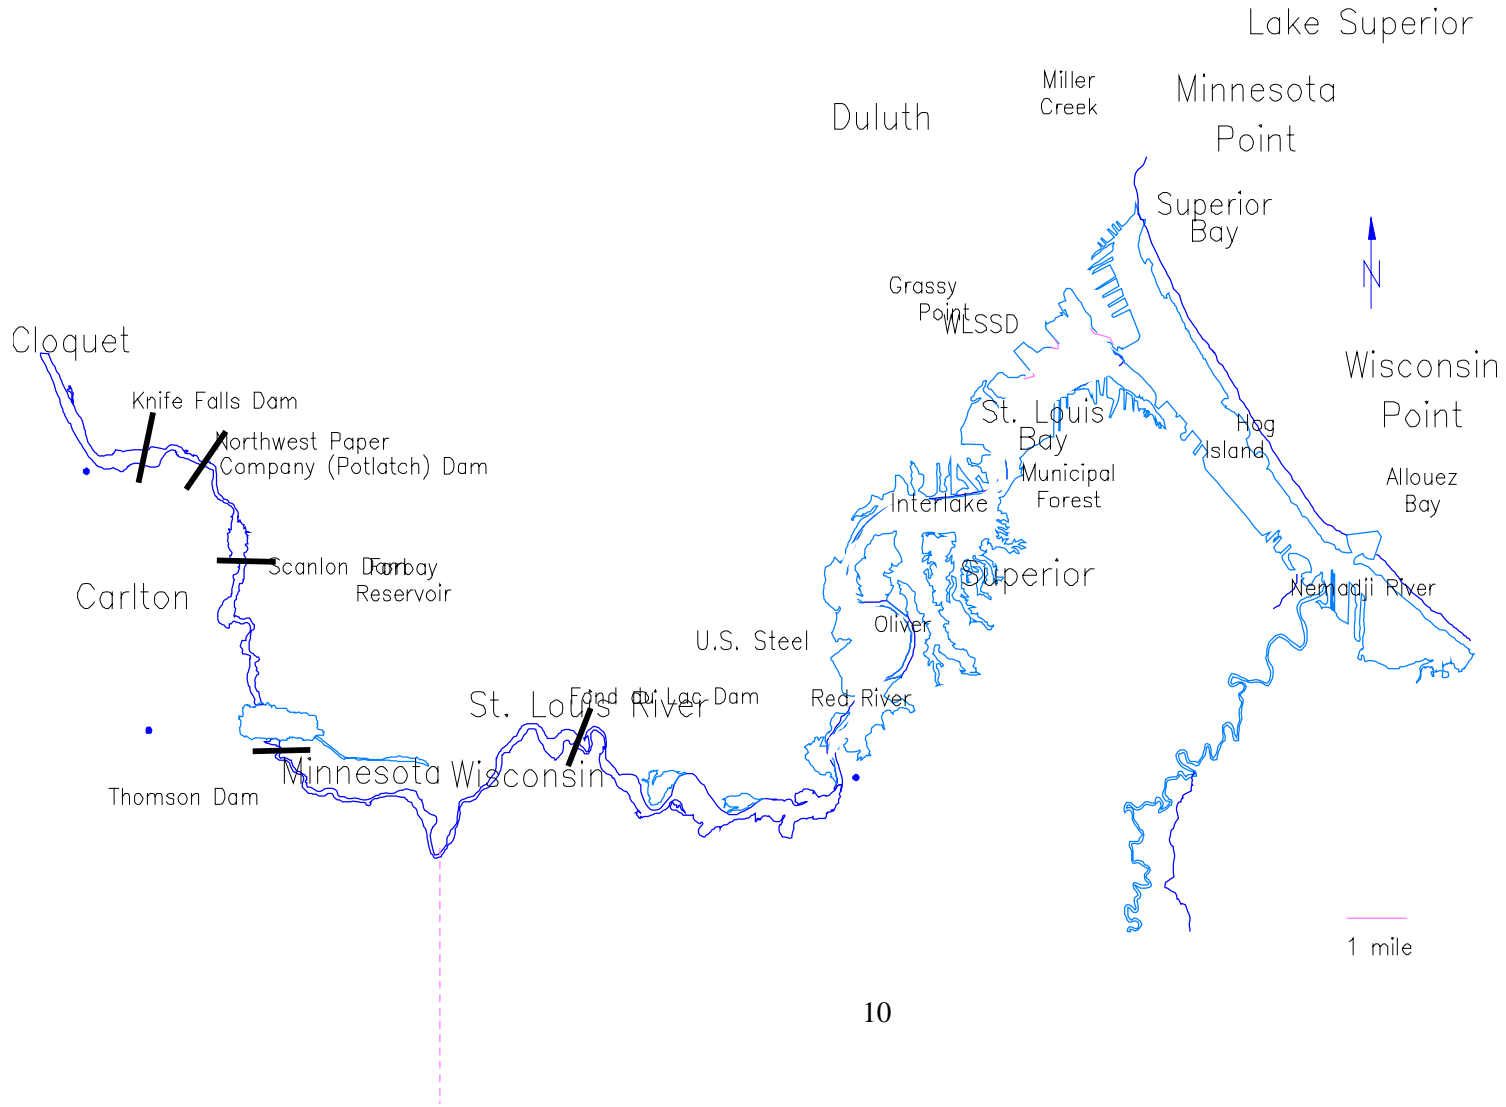 Lake Superior
Miller
Creek
Minnesota
Point
Duluth
Superior
Bay
N
Grassy
Point
WLSSD
Cloquet
Wisconsin
Point
Knife Falls Dam
St. Louis
Bay
Hog
Island
Northwest Paper
Company (Potlatch) Dam
Municipal
Forest
Allouez
Bay
Interlake
Scanlon Dam
Forbay
Reservoir
Superior
Nemadji River
Carlton
Oliver
U.S. Steel
Fond du Lac Dam
St. Louis River
Red River
Minnesota
Wisconsin
Thomson Dam
1 mile
10